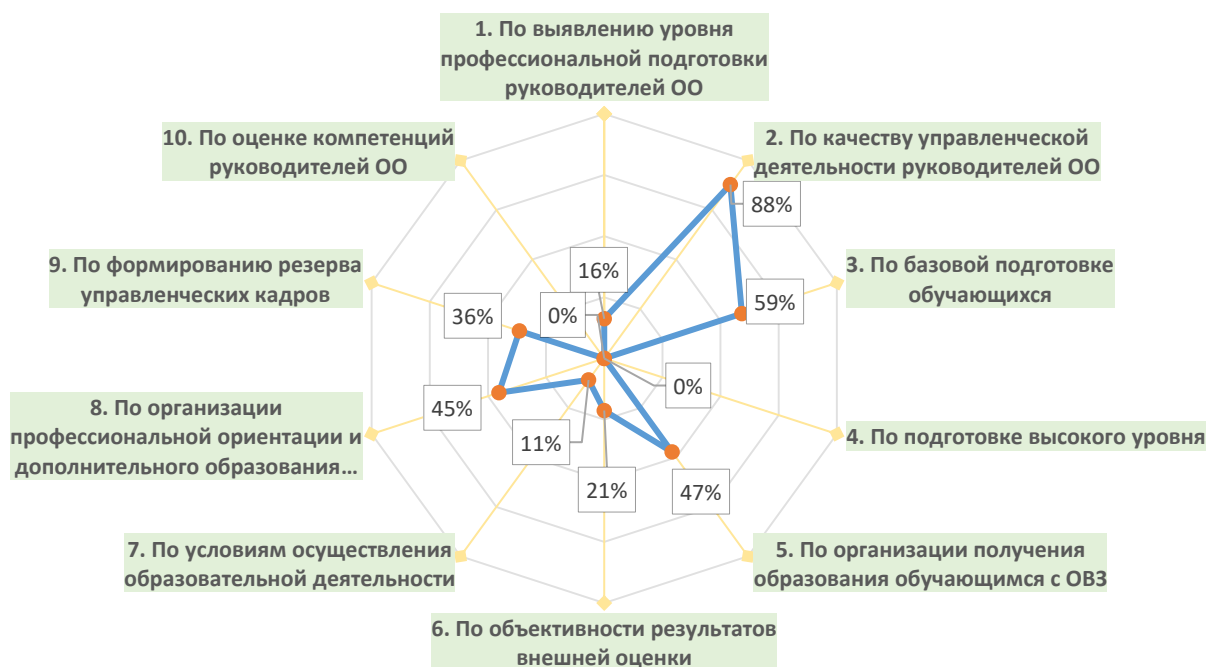 1. По выявлению уровня
профессиональной подготовки
руководителей ОО
2. По качеству управленческой
деятельности руководителей ОО
88%
3. По базовой подготовке
обучающихся
59%
0%
4. По подготовке высокого уровня
47%
5. По организации получения
образования обучающимся с ОВЗ
21%
6. По объективности результатов
внешней оценки
11%
7. По условиям осуществления
образовательной деятельности
45%
8. По организации
профессиональной ориентации и
дополнительного образования…
36%
9. По формированию резерва
управленческих кадров
0%
10. По оценке компетенций
руководителей ОО
16%